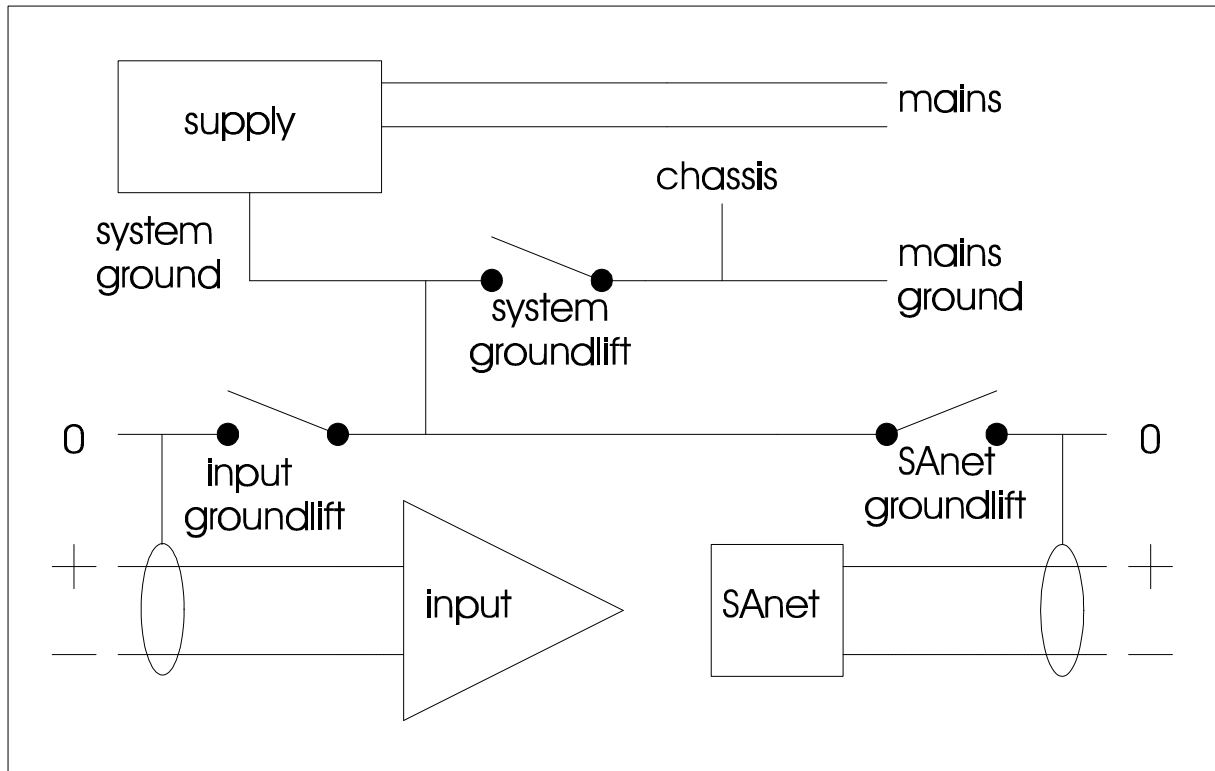 supply
mains
chassis
system
ground
mains
ground
system
groundlift
0
input
groundlift
SAnet
groundlift
0
+
input
SAnet
+
—
—